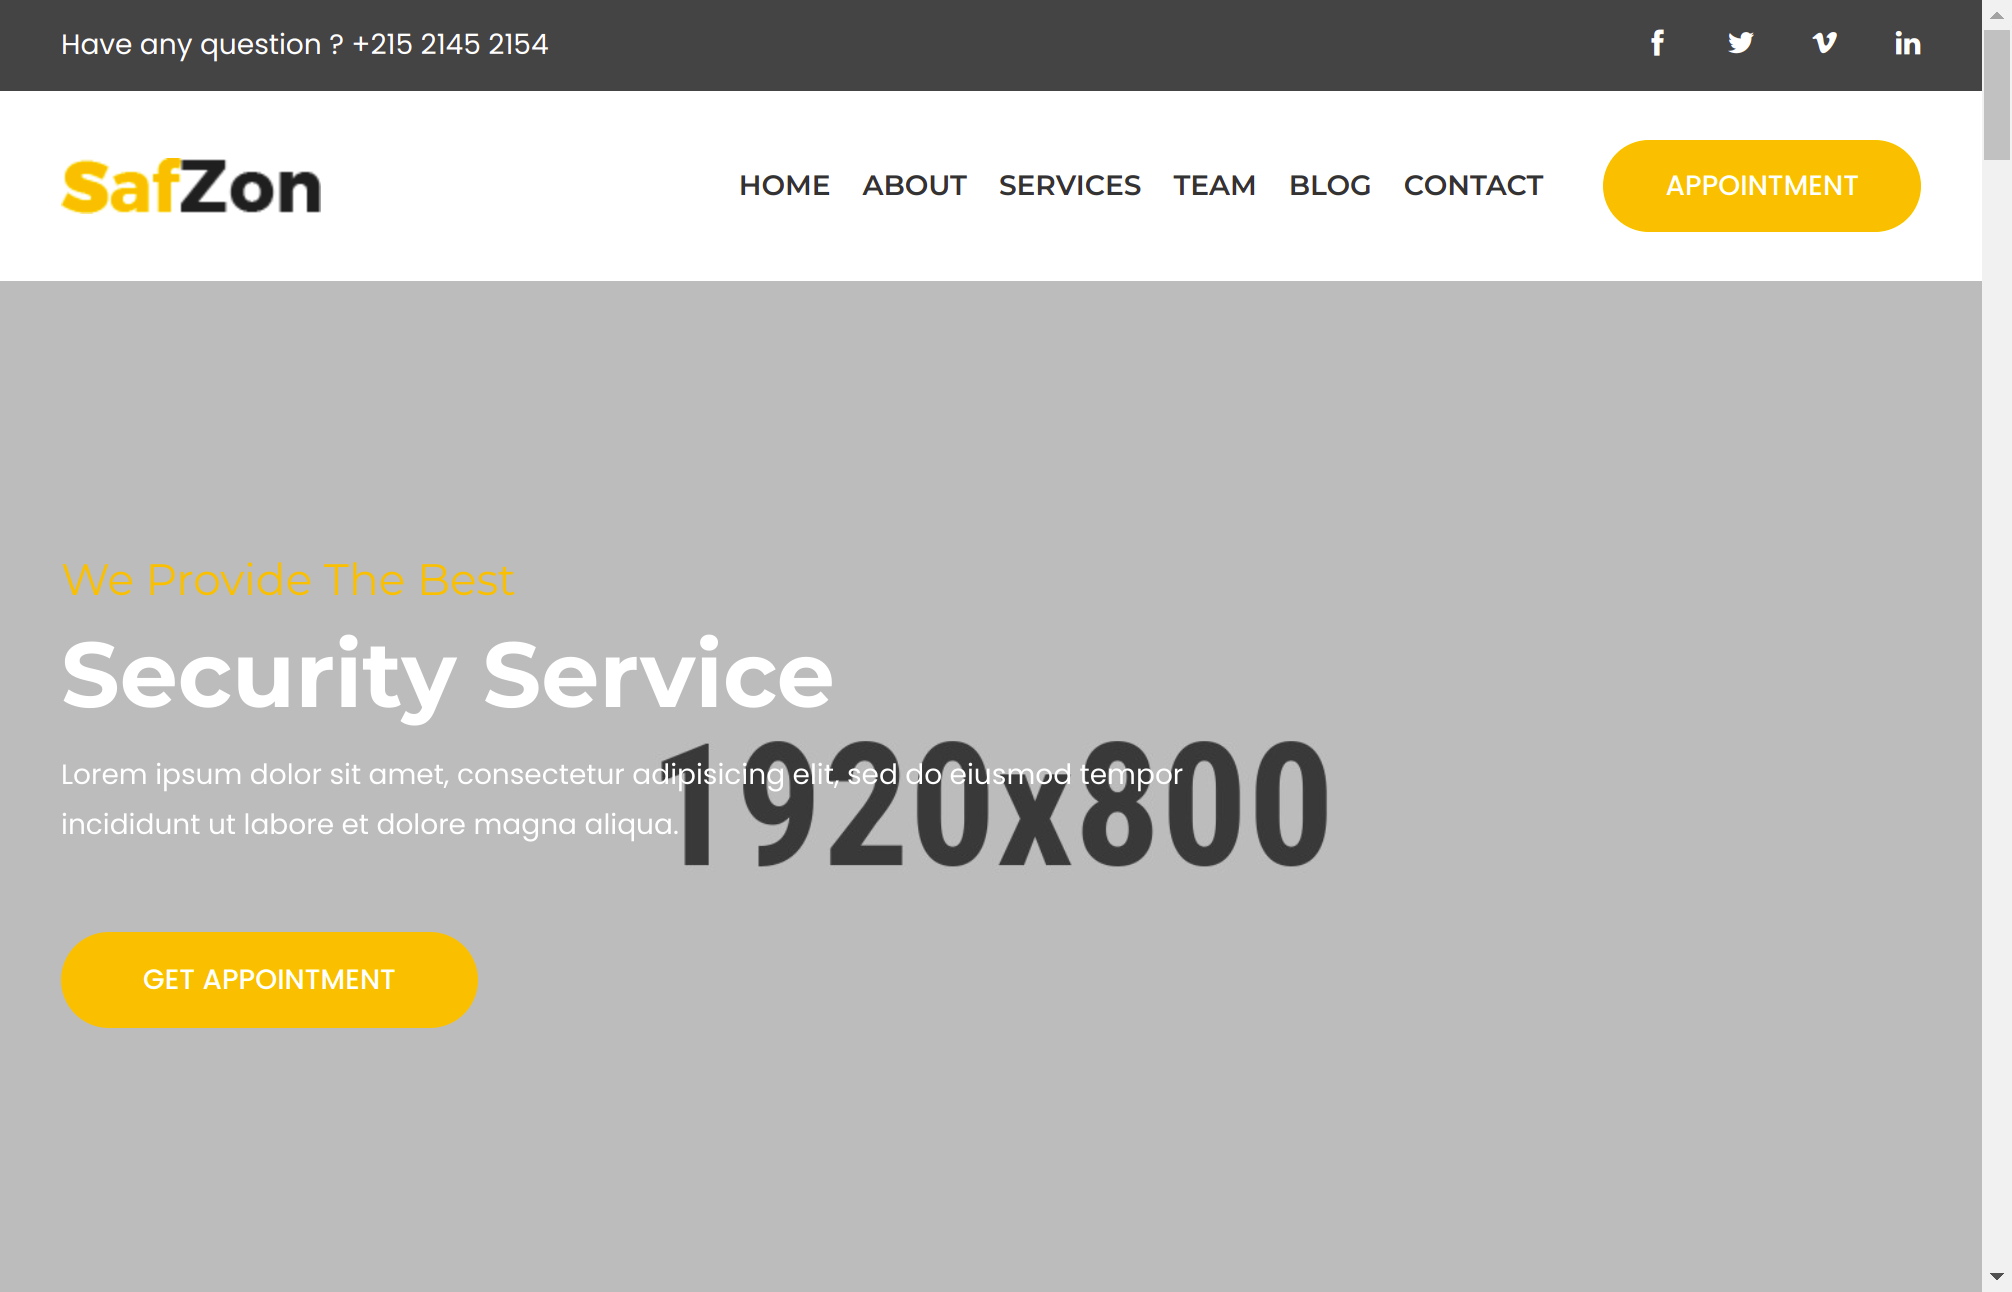 Have any question ? +215 2145 2154
SafZon
HOME ABOUT SERVICES TEAM BLOG CONTACT APPOINTMENT
We Provide The Best
Security Service
Lorem ipsum dolor sit amet, consectetur adipisicing elit, sed do eiusmod tempor
incididunt ut labore et dolore magna aliqua.
1920x800
GET APPOINTMENT